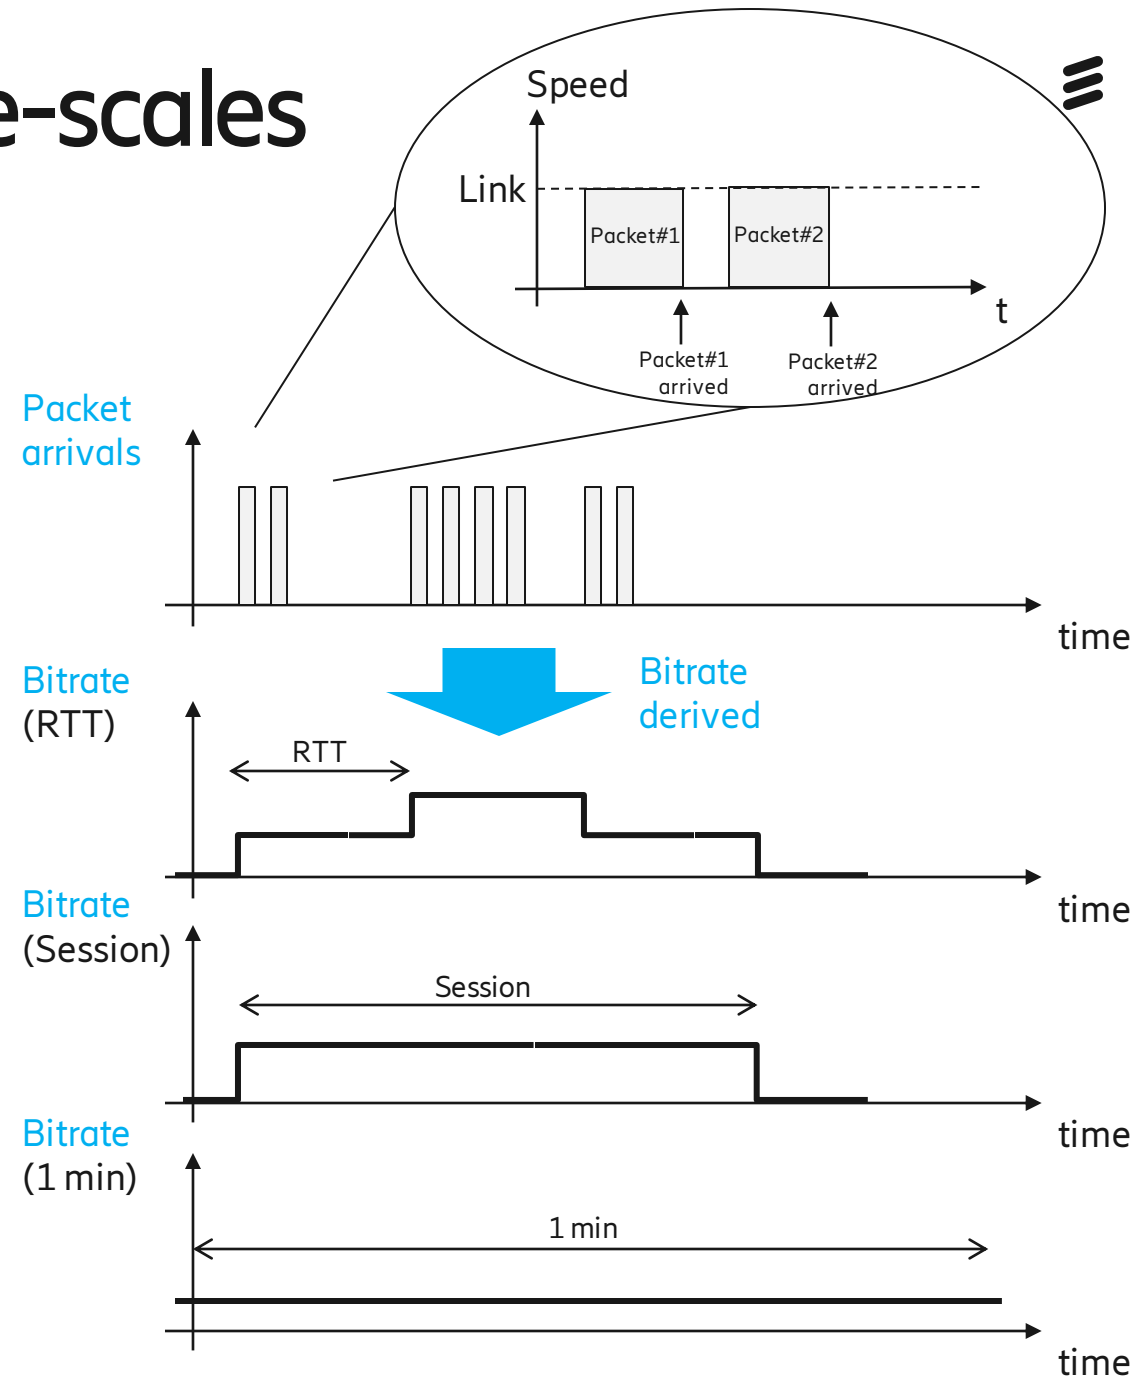 e-scales
Speed
Link
Packet#1
Packet#2
t
Packet#1
arrived
Packet#2
arrived
Packet
arrivals
time
Bitrate
(RTT)
Bitrate
derived
RTT
time
Bitrate
(Session)
Session
time
Bitrate
(1 min)
1 min
time